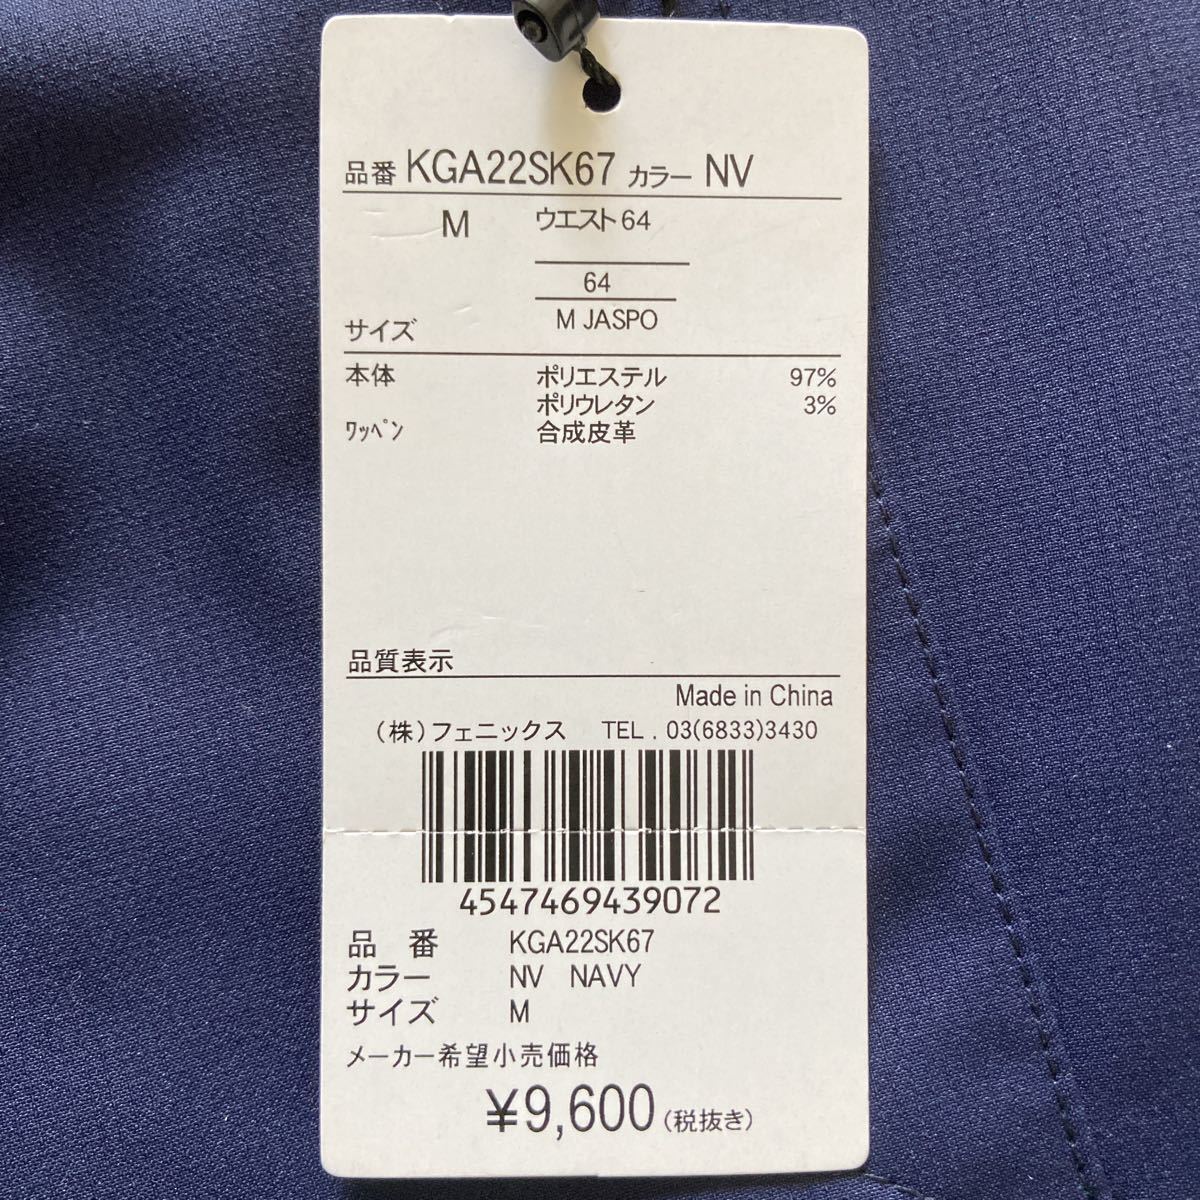 品番 KGA22SK67 カラー NV
M ウエスト64
64
M JASPO
サイズ
本体 ポリエステル 97%
ポリウレタン 3%
ﾜｯﾍﾟﾝ 合成皮革
品質表示
Made in China
(株)フェニックス TEL . 03(6833)3430
4547469439072
品 番 KGA22SK67
カラー NV NAVY
サイズ M
メーカー希望小売価格
¥9,600(税抜き)